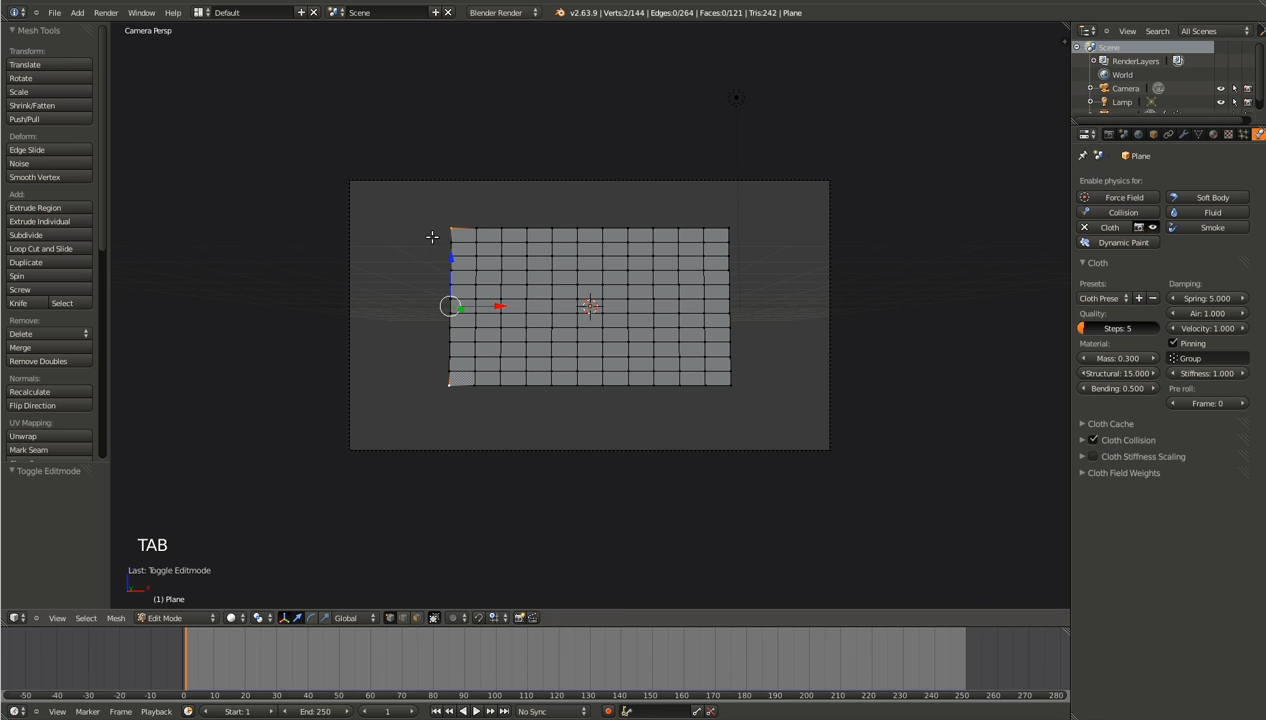 File Add Render Window Help Default Scene Blender Render v2.63.9 | Verts:2/144 | Edges:0/264 | Faces:0/121 | Tris:242 | Plane
Mesh Tools
Transform:
Translate
Rotate
Scale
Shrink/Fatten
Push/Pull
Deform:
Edge Slide
Noise
Smooth Vertex
Add:
Extrude Region
Extrude Individual
Subdivide
Loop Cut and Slide
Duplicate
Spin
Screw
Knife Select
Remove:
Delete
Merge
Remove Doubles
Normals:
Recalculate
Flip Direction
UV Mapping:
Unwrap
Mark Seam
Toggle Editmode
Camera Persp
TAB
Last: Toggle Editmode
(1) Plane
View Select Mesh Edit Mode Global
View Search All Scenes
Scene
RenderLayers
World
Camera
Lamp
Plane
Enable physics for:
Force Field Soft Body
Collision Fluid
Cloth Smoke
Dynamic Paint
Cloth
Presets: Damping:
Cloth Prese Spring: 5.000
Quality: Air: 1.000
Steps: 5 Velocity: 1.000
Material: Pinning
Mass: 0.300 Group
Structural: 15.000 Stiffness: 1.000
Bending: 0.500 Pre roll:
Frame: 0
Cloth Cache
Cloth Collision
Cloth Stiffness Scaling
Cloth Field Weights
-50 -40 -30 -20 -10 0 10 20 30 40 50 60 70 80 90 100 110 120 130 140 150 160 170 180 190 200 210 220 230 240 250 260 270 280
View Marker Frame Playback Start: 1 End: 250 1 No Sync